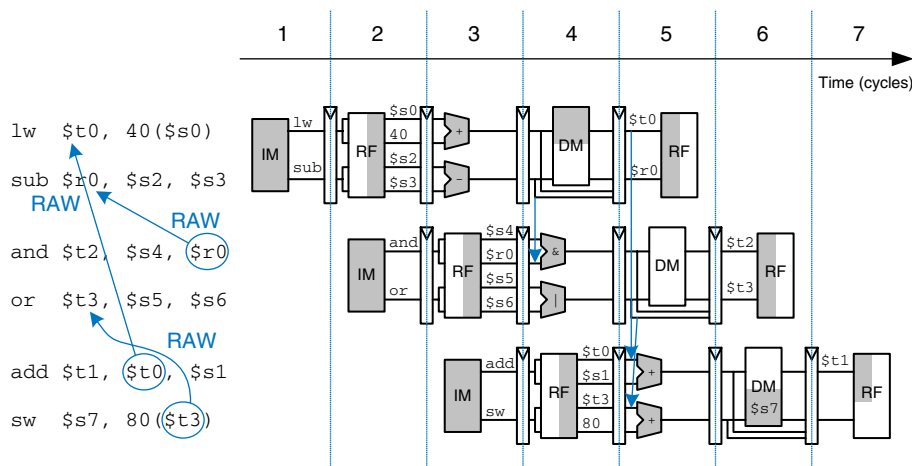 1 2 3 4 5 6 7
Time (cycles)
lw $t0, 40($s0)
sub $r0, $s2, $s3
RAW
RAW
and $t2, $s4, $r0
or $t3, $s5, $s6
RAW
add $t1, $t0, $s1
sw $s7, 80($t3)
IM
lw
sub
RF
$s0
40
$s2
$s3
+
-
DM
$t0
$r0
RF
IM
and
or
RF
$s4
$r0
$s5
$s6
&
|
DM
$t2
$t3
RF
IM
add
sw
RF
$t0
$s1
$t3
80
+
+
DM
$s7
$t1
RF